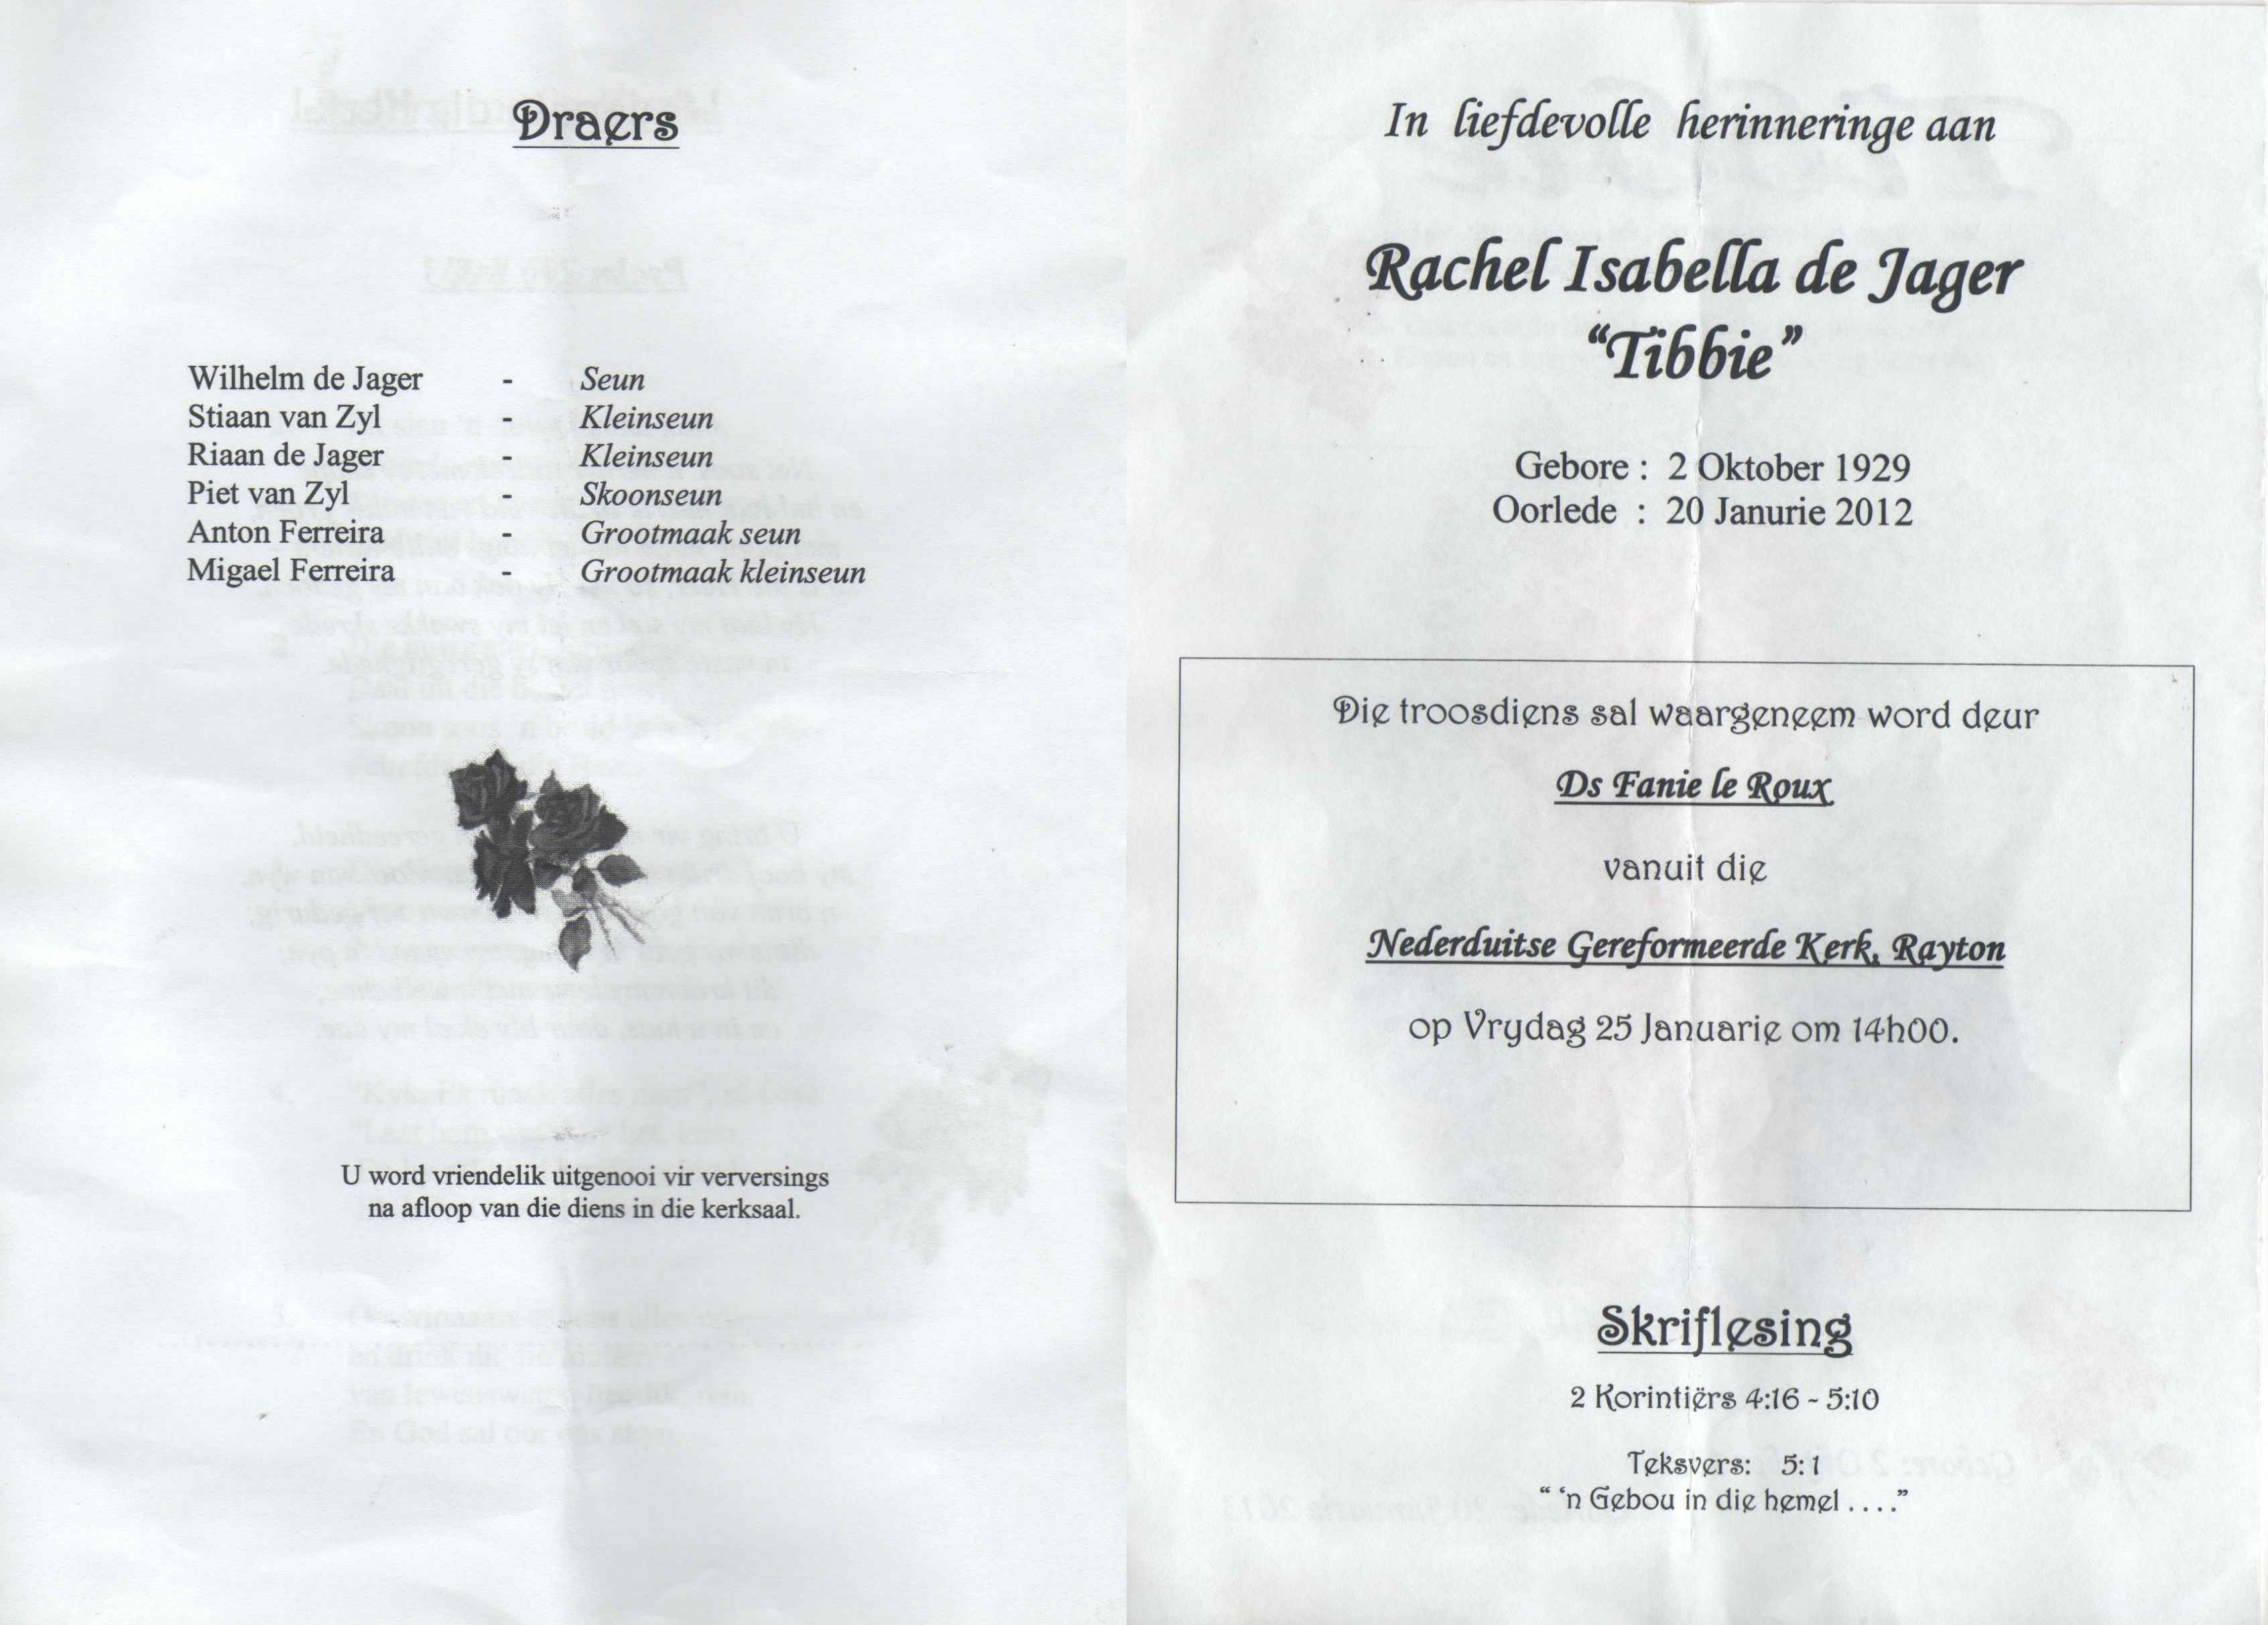 Draers
Wilhelm de Jager - Seun
Stiaan van Zyl - Kleinseun
Riaan de Jager - Kleinseun
Piet van Zyl - Skoonseun
Anton Ferreira - Grootmaak seun
Migael Ferreira - Grootmaak kleinseun
U word vriendelik uitgenooi vir verversings
na afloop van die diens in die kerksaal.
In liefdevolle herinneringe aan
Rachel Isabella de Jager
“Tibbie”
Gebore : 2 Oktober 1929
Oorlede : 20 Janurie 2012
Die troosdiens sal waargeneem word deur
Ds Fanie le Roux
vanuit die
Nederduitse Gereformeerde Kerk, Rayton
op Vrydag 25 Januarie om 14h00.
Skriflesing
2 Korintiërs 4:16 - 5:10
Teksvers: 5:1
“ ‘n Gebou in die hemel ....”